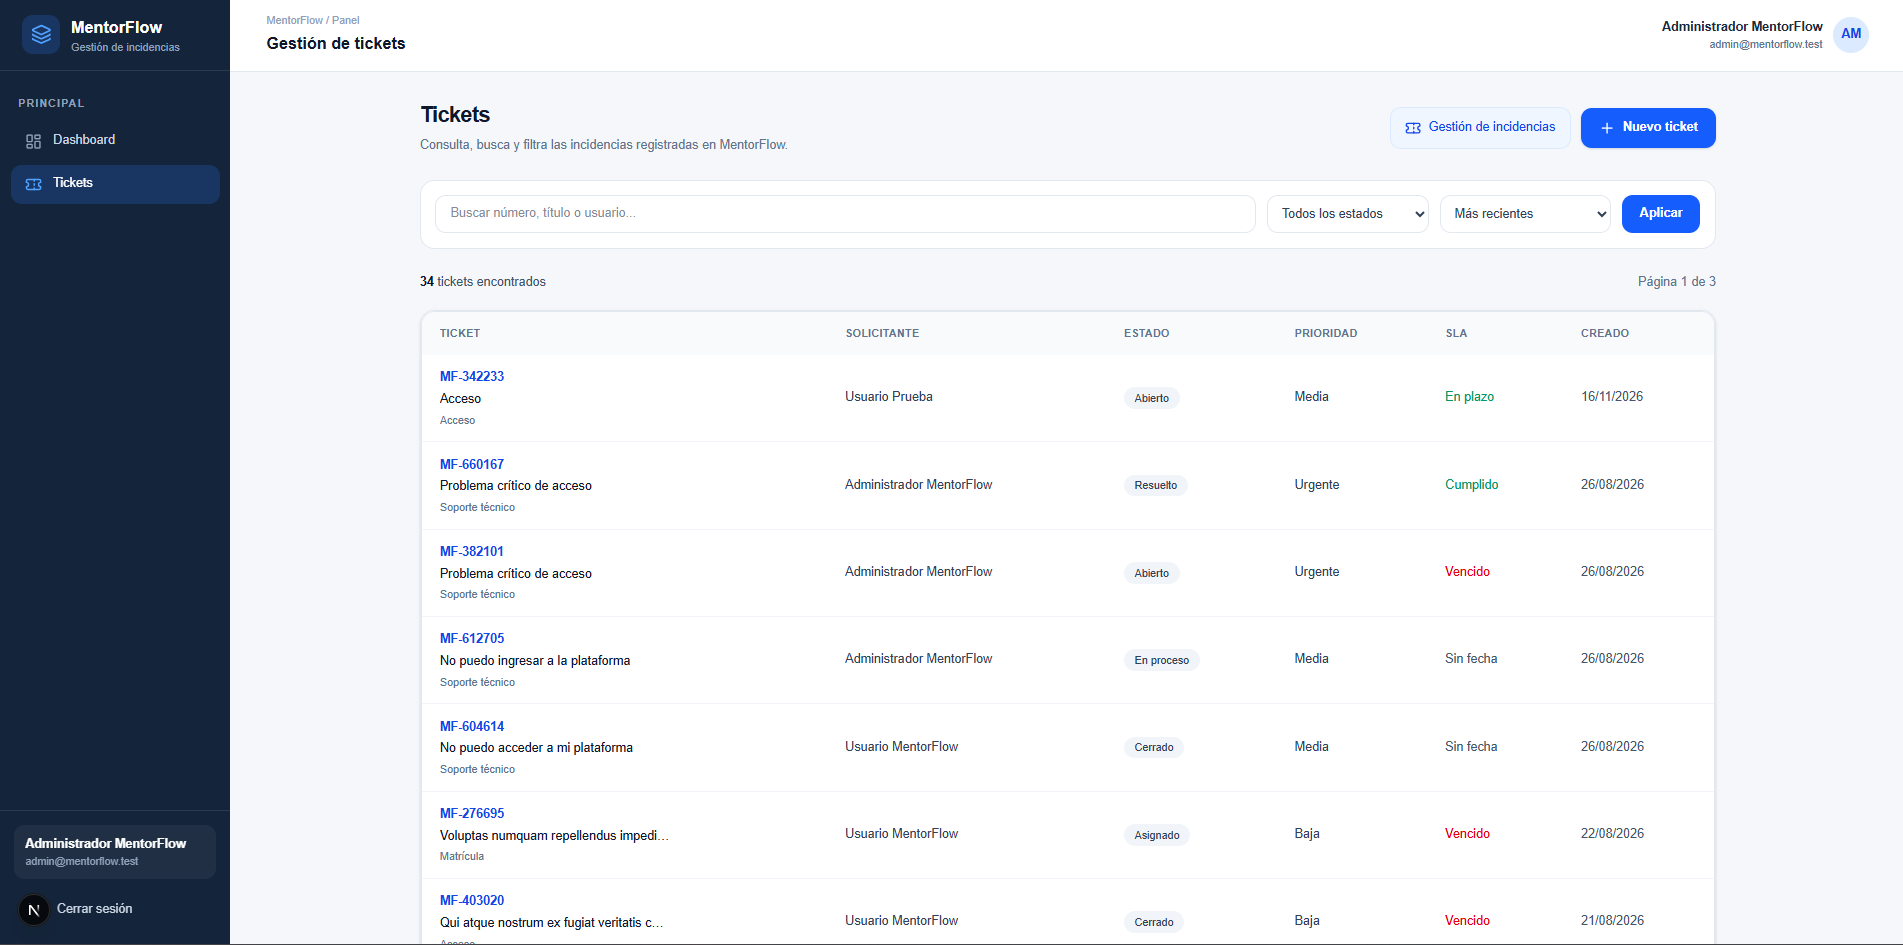 MentorFlow
Gestión de incidencias
PRINCIPAL
Dashboard
Tickets
Administrador MentorFlow
admin@mentorflow.test
N
Cerrar sesión
MentorFlow / Panel
Gestión de tickets
Administrador MentorFlow
admin@mentorflow.test
AM
Tickets
Consulta, busca y filtra las incidencias registradas en MentorFlow.
Gestión de incidencias
Nuevo ticket
Buscar número, título o usuario...
Todos los estados
Más recientes
Aplicar
34 tickets encontrados
Página 1 de 3
TICKET SOLICITANTE ESTADO PRIORIDAD SLA CREADO
MF-342233
Acceso
Acceso
Usuario Prueba Abierto Media En plazo 16/11/2026
MF-660167
Problema crítico de acceso
Soporte técnico
Administrador MentorFlow Resuelto Urgente Cumplido 26/08/2026
MF-382101
Problema crítico de acceso
Soporte técnico
Administrador MentorFlow Abierto Urgente Vencido 26/08/2026
MF-612705
No puedo ingresar a la plataforma
Soporte técnico
Administrador MentorFlow En proceso Media Sin fecha 26/08/2026
MF-604614
No puedo acceder a mi plataforma
Soporte técnico
Usuario MentorFlow Cerrado Media Sin fecha 26/08/2026
MF-276695
Voluptas numquam repellendus impedi...
Matrícula
Usuario MentorFlow Asignado Baja Vencido 22/08/2026
MF-403020
Qui atque nostrum ex fugiat veritatis c...
Usuario MentorFlow Cerrado Baja Vencido 21/08/2026